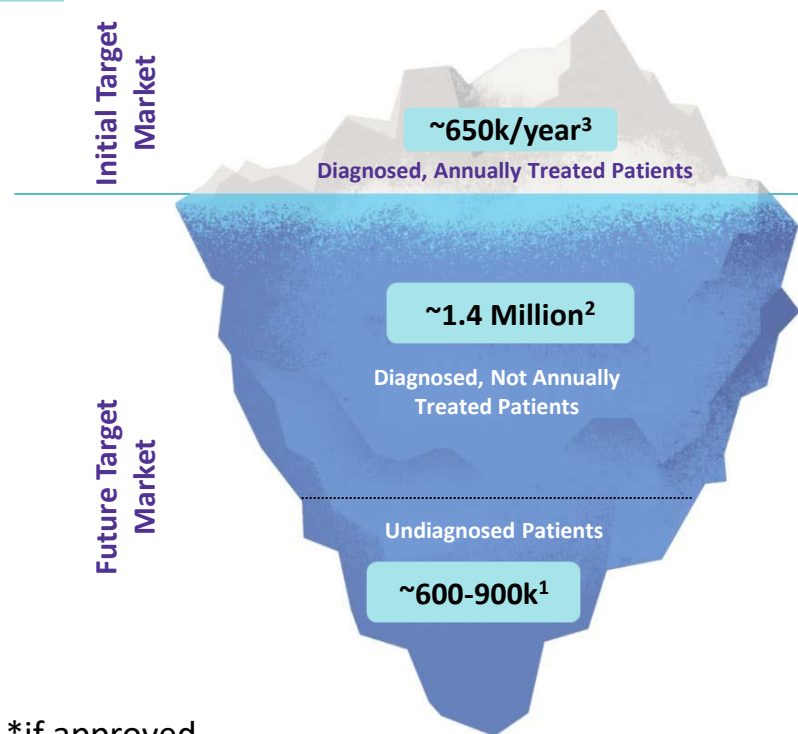 Initial Target
Market
~650k/year³
Diagnosed, Annually Treated Patients
~1.4 Million²
Diagnosed, Not Annually
Treated Patients
Future Target
Market
Undiagnosed Patients
~600-900k¹
*if approved